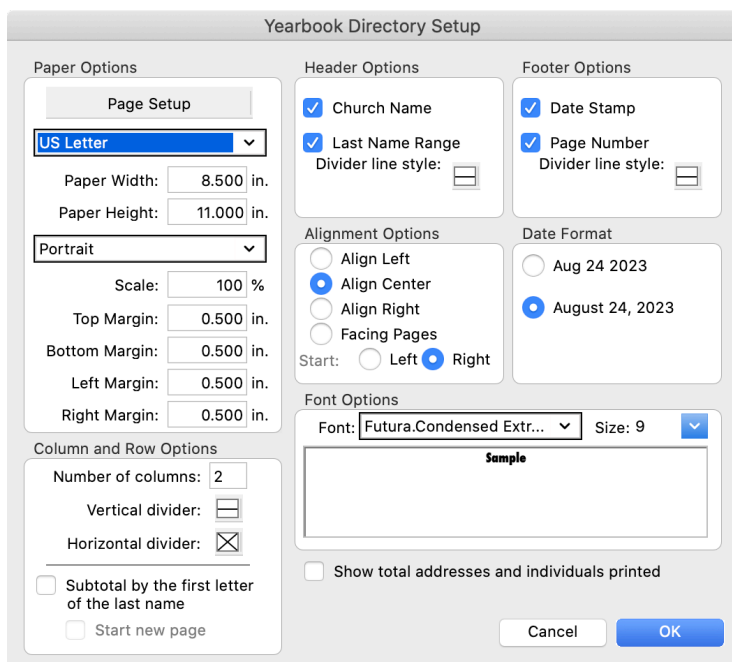 Yearbook Directory Setup
Paper Options
Page Setup
US Letter
Paper Width: 8.500 in.
Paper Height: 11.000 in.
Portrait
Scale: 100 %
Top Margin: 0.500 in.
Bottom Margin: 0.500 in.
Left Margin: 0.500 in.
Right Margin: 0.500 in.
Column and Row Options
Number of columns: 2
Vertical divider:
Horizontal divider:
Subtotal by the first letter
of the last name
Start new page
Header Options
Church Name
Last Name Range
Divider line style:
Footer Options
Date Stamp
Page Number
Divider line style:
Alignment Options
Align Left
Align Center
Align Right
Facing Pages
Start: Left Right
Date Format
Aug 24 2023
August 24, 2023
Font Options
Font: Futura.Condensed Extr... Size: 9
Sample
Show total addresses and individuals printed
Cancel OK